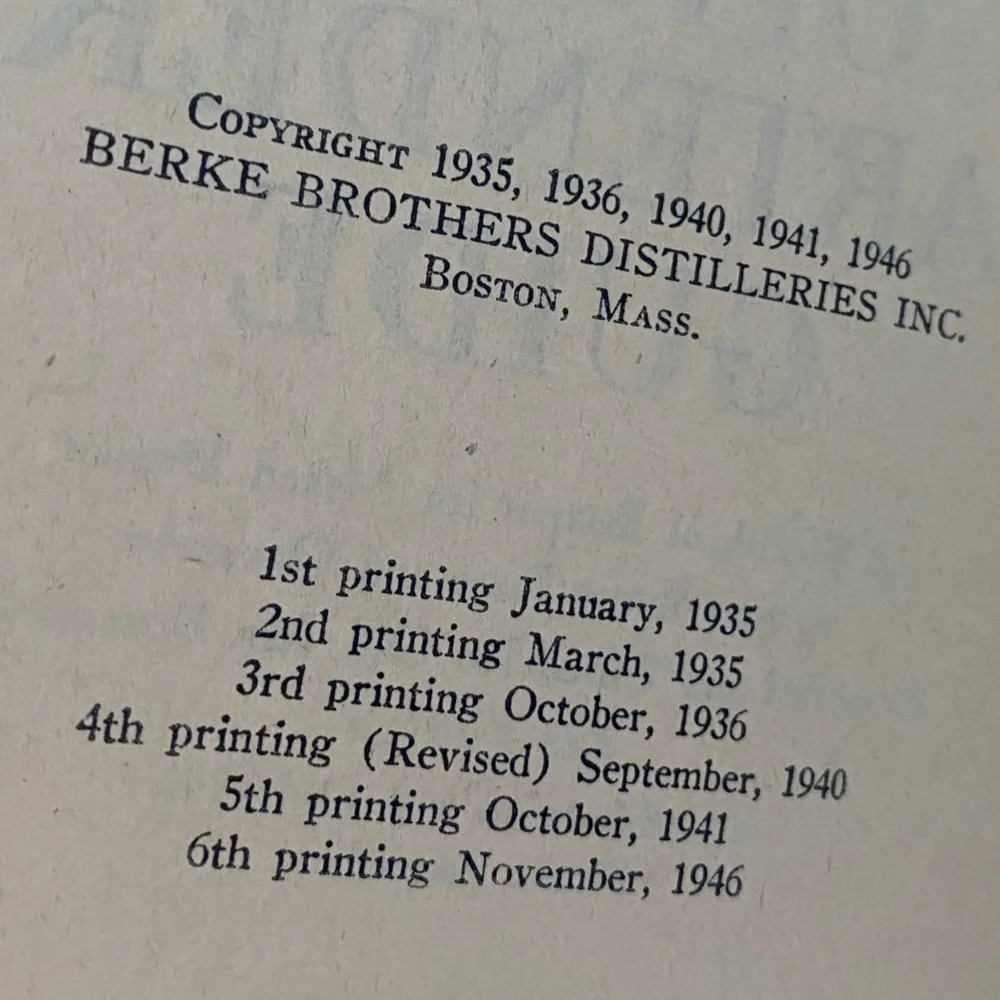 Copyright 1935, 1936, 1940, 1941, 1946
BERKE BROTHERS DISTILLERIES INC.
Boston, Mass.
1st printing January, 1935
2nd printing March, 1935
3rd printing October, 1936
4th printing (Revised) September, 1940
5th printing October, 1941
6th printing November, 1946